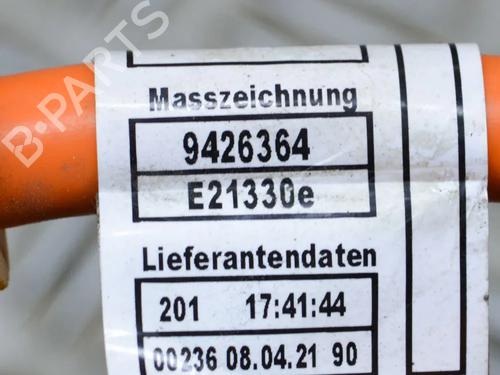 B-PARTS
Masszeichnung
9426364
E21330e
Lieferantendaten
201 17:41:44
00236 08.04.21 90